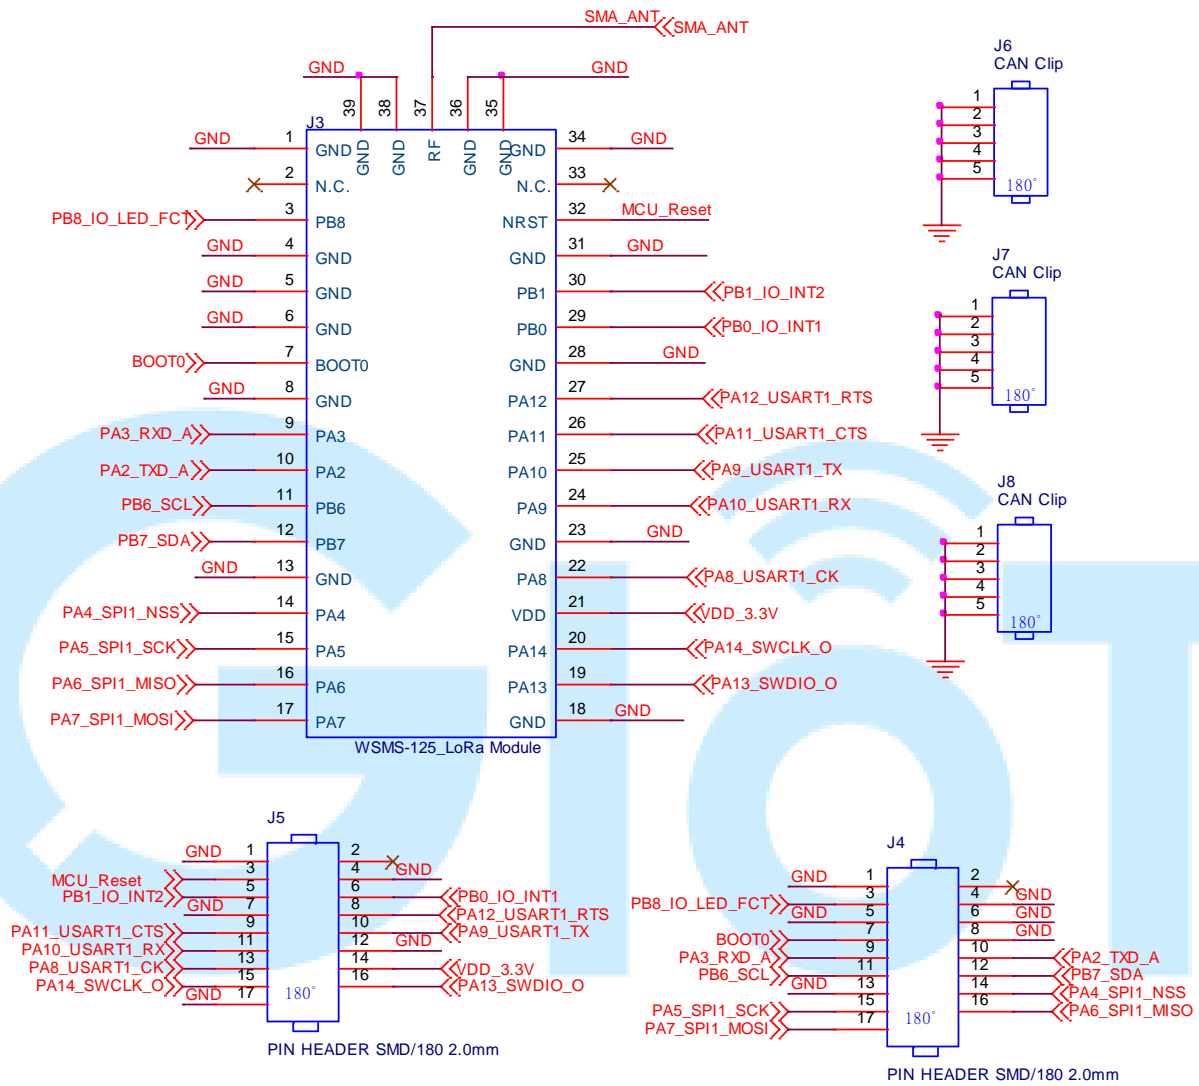 SMA_ANT
SMA_ANT
GND
GND
39
38
37
36
35
J3
GND
GND
RF
GND
GND
GND
1
GND
2
N.C.
PB8_IO_LED_FCT
3
PB8
GND
4
GND
GND
5
GND
GND
6
GND
BOOT0
7
BOOT0
GND
8
GND
PA3_RXD_A
9
PA3
PA2_TXD_A
10
PA2
PB6_SCL
11
PB6
PB7_SDA
12
PB7
GND
13
GND
PA4_SPI1_NSS
14
PA4
PA5_SPI1_SCK
15
PA5
PA6_SPI1_MISO
16
PA6
PA7_SPI1_MOSI
17
PA7
GND
34
GND
N.C.
33
NRST
32
MCU_Reset
GND
31
GND
PB1
30
PB1_IO_INT2
PB0
29
PB0_IO_INT1
GND
28
GND
PA12
27
PA12_USART1_RTS
PA11
26
PA11_USART1_CTS
PA10
25
PA9_USART1_TX
PA9
24
PA10_USART1_RX
GND
23
GND
PA8
22
PA8_USART1_CK
VDD
21
VDD_3.3V
PA14
20
PA14_SWCLK_O
PA13
19
PA13_SWDIO_O
GND
18
GND
WSMS-125_LoRa Module
J6
CAN Clip
1
2
3
4
5
180°
J7
CAN Clip
1
2
3
4
5
180°
J8
CAN Clip
1
2
3
4
5
180°
GIoT
J5
GND
1
2
MCU_Reset
3
4
GND
PB1_IO_INT2
5
6
PB0_IO_INT1
GND
7
8
PA12_USART1_RTS
PA11_USART1_CTS
9
10
PA9_USART1_TX
PA10_USART1_RX
11
12
GND
PA8_USART1_CK
13
14
VDD_3.3V
PA14_SWCLK_O
15
16
PA13_SWDIO_O
GND
17
180°
PIN HEADER SMD/180 2.0mm
J4
GND
1
2
PB8_IO_LED_FCT
3
4
GND
GND
5
6
GND
BOOT0
7
8
GND
PA3_RXD_A
9
10
PA2_TXD_A
PB6_SCL
11
12
PB7_SDA
GND
13
14
PA4_SPI1_NSS
PA5_SPI1_SCK
15
16
PA6_SPI1_MISO
PA7_SPI1_MOSI
17
180°
PIN HEADER SMD/180 2.0mm